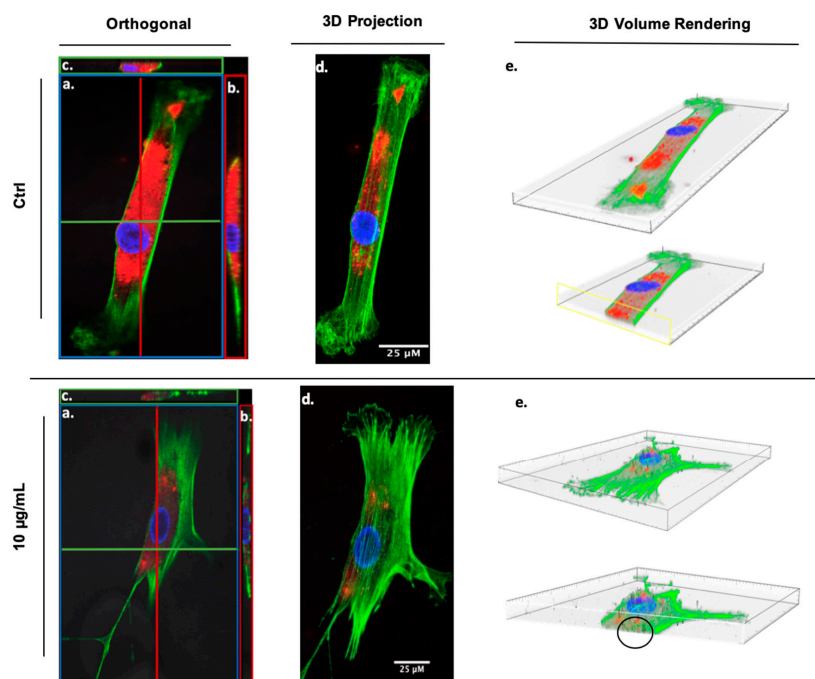 Orthogonal
3D Projection
3D Volume Rendering
Ctrl
c.
a.
b.
d.
25 µM
e.
10 µg/mL
c.
a.
b.
d.
25 µM
e.